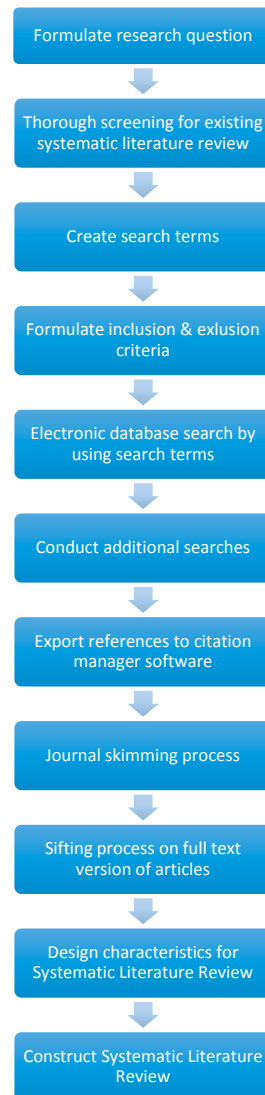 Formulate research question
Thorough screening for existing
systematic literature review
Create search terms
Formulate inclusion & exlusion
criteria
Electronic database search by
using search terms
Conduct additional searches
Export references to citation
manager software
Journal skimming process
Sifting process on full text
version of articles
Design characteristics for
Systematic Literature Review
Construct Systematic Literature
Review